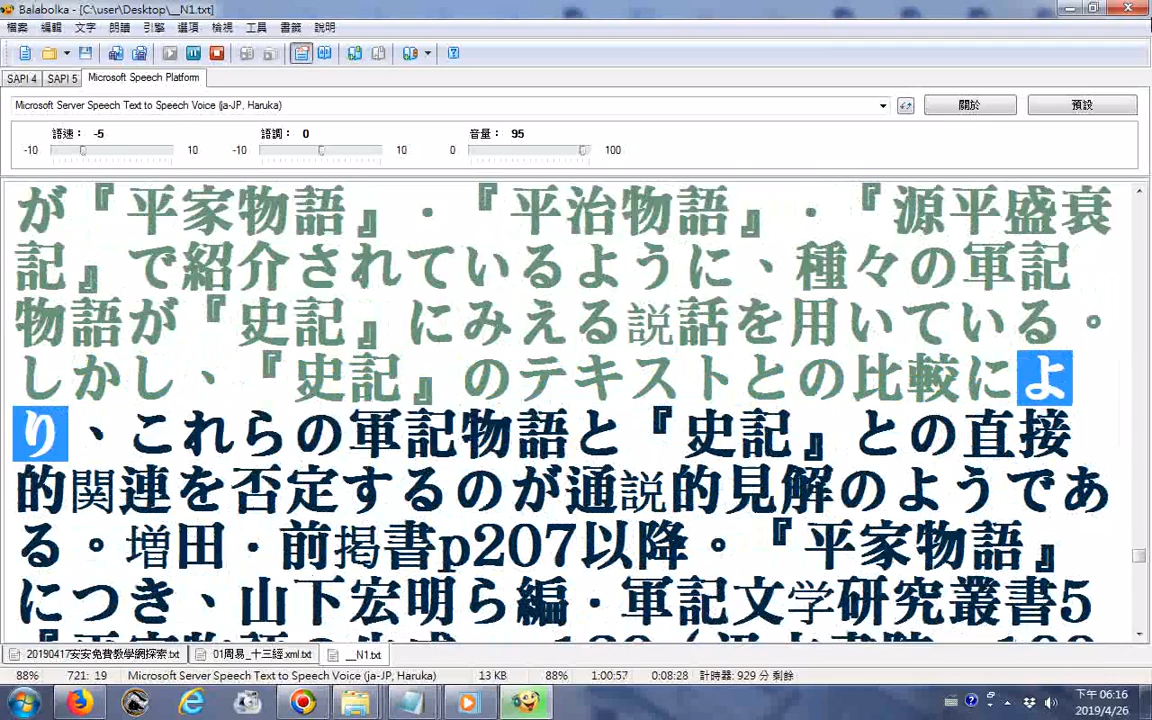 Balabolka - [C:\user\Desktop\__N1.txt]
檔案 編輯 文字 朗讀 引擎 選項 檢視 工具 書籤 說明
SAPI 4 SAPI 5 Microsoft Speech Platform
Microsoft Server Speech Text to Speech Voice (ja-JP, Haruka) 關於 預設
語速： -5 語調： 0 音量： 95
-10 10 -10 10 0 100
が『平家物語』・『平治物語』・『源平盛衰
記』で紹介されているように、種々の軍記
物語が『史記』にみえる説話を用いている。
しかし、『史記』のテキストとの比較によ
り、これらの軍記物語と『史記』との直接
的関連を否定するのが通説的見解のようであ
る。増田・前掲書p207以降。『平家物語』
につき、山下宏明ら編・軍記文学研究叢書5
20190417安安免費教學網探索.txt 01周易_十三經.xml.txt __N1.txt
88% 721: 19 Microsoft Server Speech Text to Speech Voice (ja-JP, Haruka) 13 KB 88% 1:00:57 0:08:28 計時器: 929 分 剩餘
下午 06:16
2019/4/26